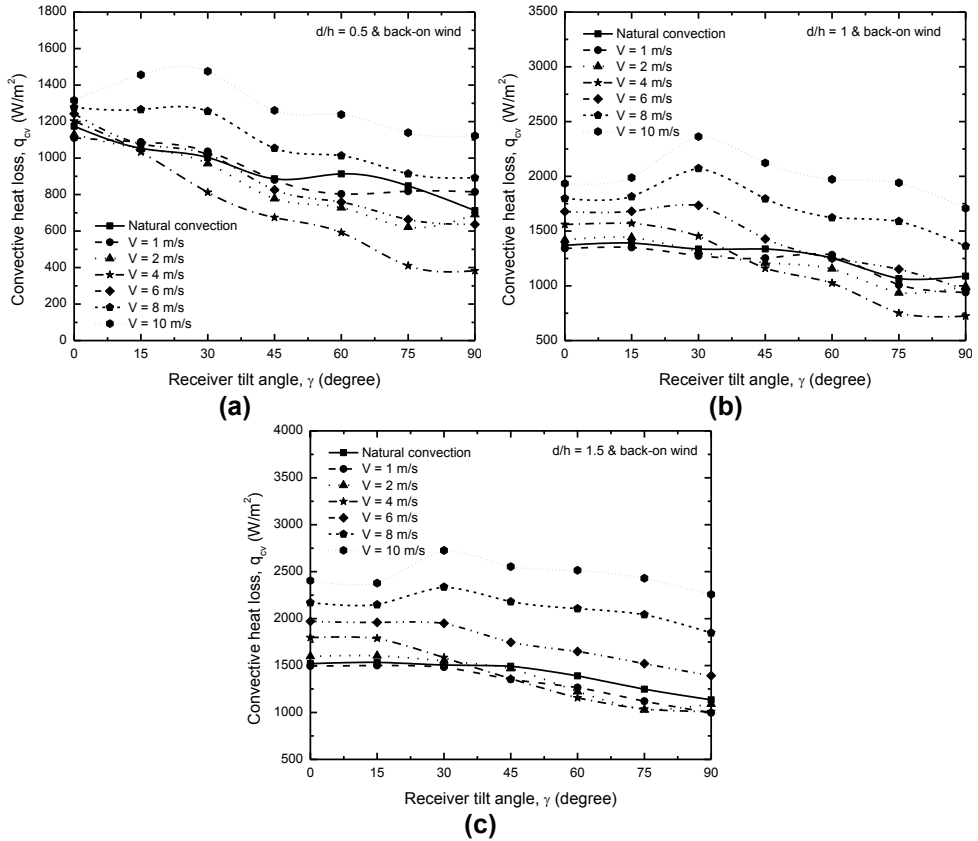 d/h = 0.5 & back-on wind
1800
1600
1400
1200
1000
800
600
400
200
0
Convective heat loss, q_cv (W/m²)
Natural convection
V = 1 m/s
V = 2 m/s
V = 4 m/s
V = 6 m/s
V = 8 m/s
V = 10 m/s
0 15 30 45 60 75 90
Receiver tilt angle, γ (degree)
(a)
d/h = 1 & back-on wind
3500
3000
2500
2000
1500
1000
500
Convective heat loss, q_cv (W/m²)
Natural convection
V = 1 m/s
V = 2 m/s
V = 4 m/s
V = 6 m/s
V = 8 m/s
V = 10 m/s
0 15 30 45 60 75 90
Receiver tilt angle, γ (degree)
(b)
d/h = 1.5 & back-on wind
4000
3500
3000
2500
2000
1500
1000
500
Convective heat loss, q_cv (W/m²)
Natural convection
V = 1 m/s
V = 2 m/s
V = 4 m/s
V = 6 m/s
V = 8 m/s
V = 10 m/s
0 15 30 45 60 75 90
Receiver tilt angle, γ (degree)
(c)